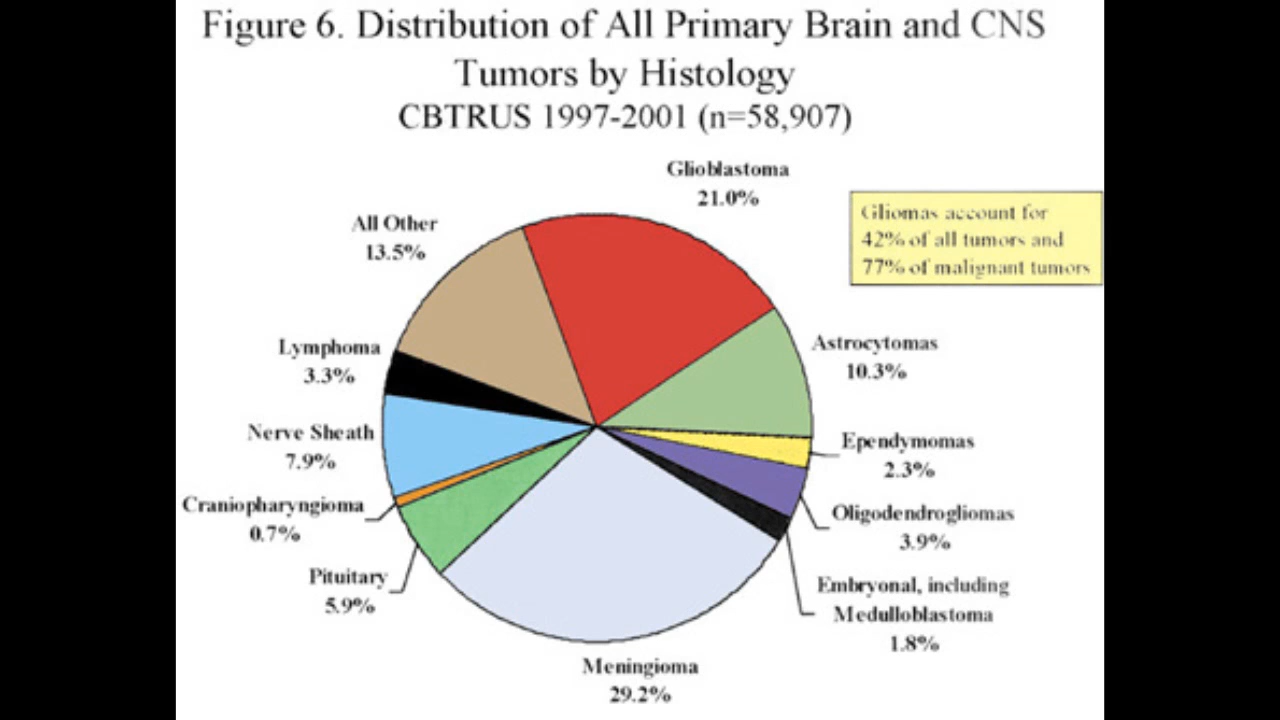 Figure 6. Distribution of All Primary Brain and CNS
Tumors by Histology
CBTRUS 1997-2001 (n=58,907)
Glioblastoma
21.0%
Gliomas account for
42% of all tumors and
77% of malignant tumors
All Other
13.5%
Astrocytomas
10.3%
Lymphoma
3.3%
Ependymomas
2.3%
Nerve Sheath
7.9%
Oligodendrogliomas
3.9%
Craniopharyngioma
0.7%
Embryonal, including
Medulloblastoma
1.8%
Pituitary
5.9%
Meningioma
29.2%